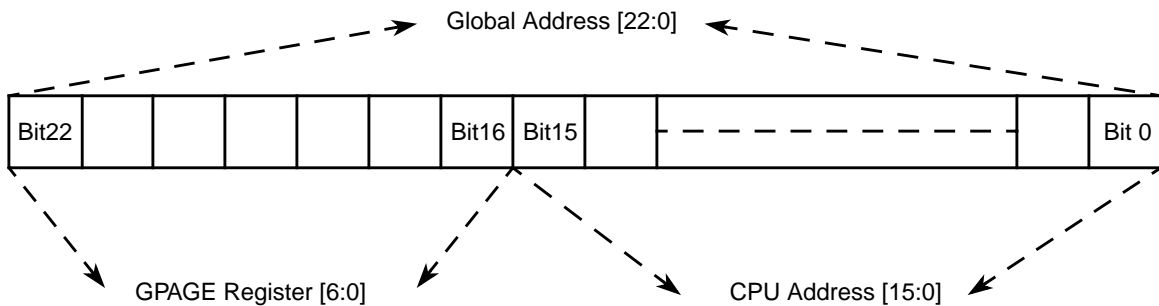 Global Address [22:0]
Bit22 Bit16 Bit15 Bit 0
GPAGE Register [6:0] CPU Address [15:0]